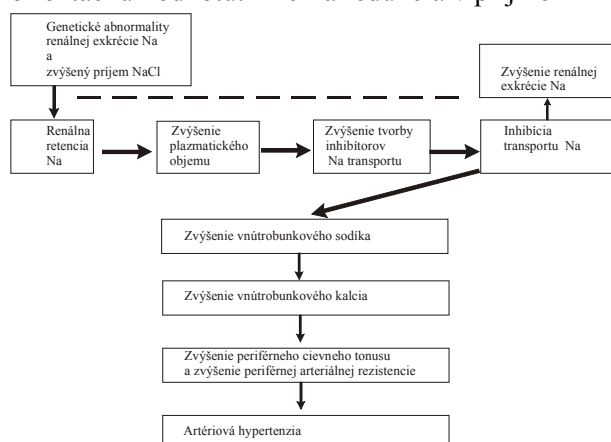 Genetické abnormality
renálnej exkrécie Na
a
zvýšený príjem NaCl
Zvýšenie renálnej
exkrécie Na
Renálna
retencia
Na
Zvýšenie
plazmatického
objemu
Zvýšenie tvorby
inhibítorov
Na transportu
Inhibícia
transportu Na
Zvýšenie vnútrobunkového sodíka
Zvýšenie vnútrobunkového kalcia
Zvýšenie periférneho cievneho tonusu
a zvýšenie periférnej arteriálnej rezistencie
Artériová hypertenzia